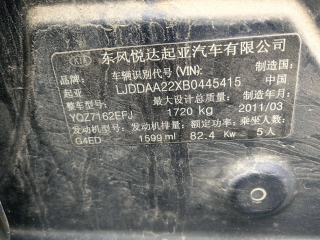 KIA 东风悦达起亚汽车有限公司
品牌: 车辆识别代号(VIN): 制造国:
起亚 LJDDAA22XB0445415 中国
整车型号: 最大设计总质量: 制造年月:
YQZ7162EFJ 1720 kg 2011/03
发动机型号: 发动机排量: 额定功率: 乘坐人数:
G4ED 1599 ml 82.4 Kw 5人